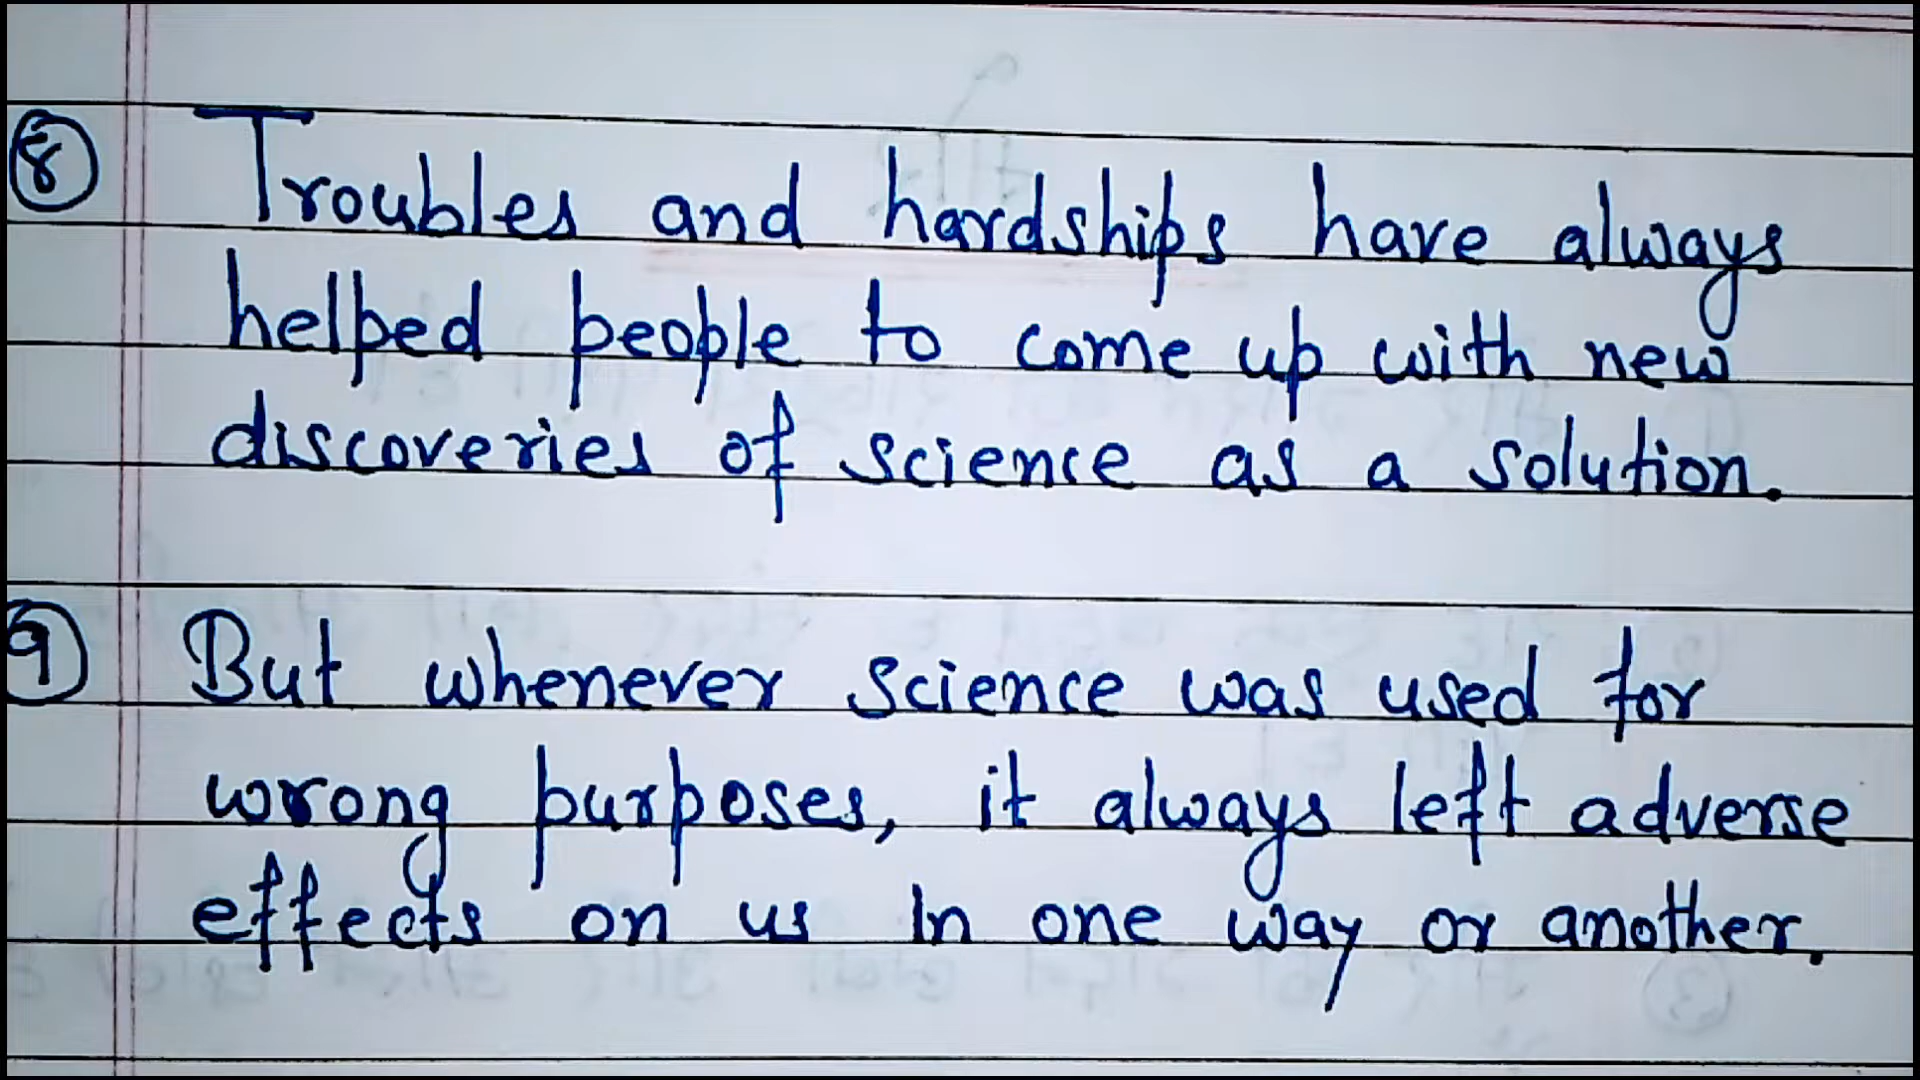 8 Troubles and hardships have always
helped people to come up with new
discoveries of science as a solution.
9 But whenever science was used for
wrong purposes, it always left adverse
effects on us In one way or another.